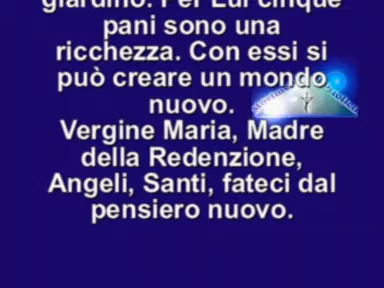 giardino. Per Lui cinque
pani sono una
ricchezza. Con essi si
può creare un mondo
nuovo.
Vergine Maria, Madre
della Redenzione,
Angeli, Santi, fateci dal
pensiero nuovo.